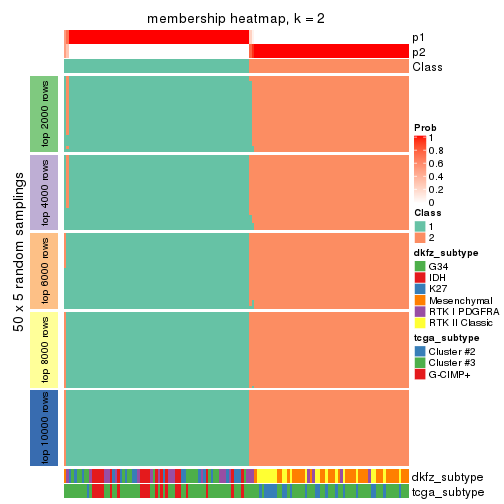 membership heatmap, k = 2
p1
p2
Class
50 x 5 random samplings
top 2000 rows
top 4000 rows
top 6000 rows
top 8000 rows
top 10000 rows
Prob
1
0.8
0.6
0.4
0.2
0
Class
1
2
dkfz_subtype
G34
IDH
K27
Mesenchymal
RTK I PDGFRA
RTK II Classic
tcga_subtype
Cluster #2
Cluster #3
G-CIMP+
dkfz_subtype
tcga_subtype